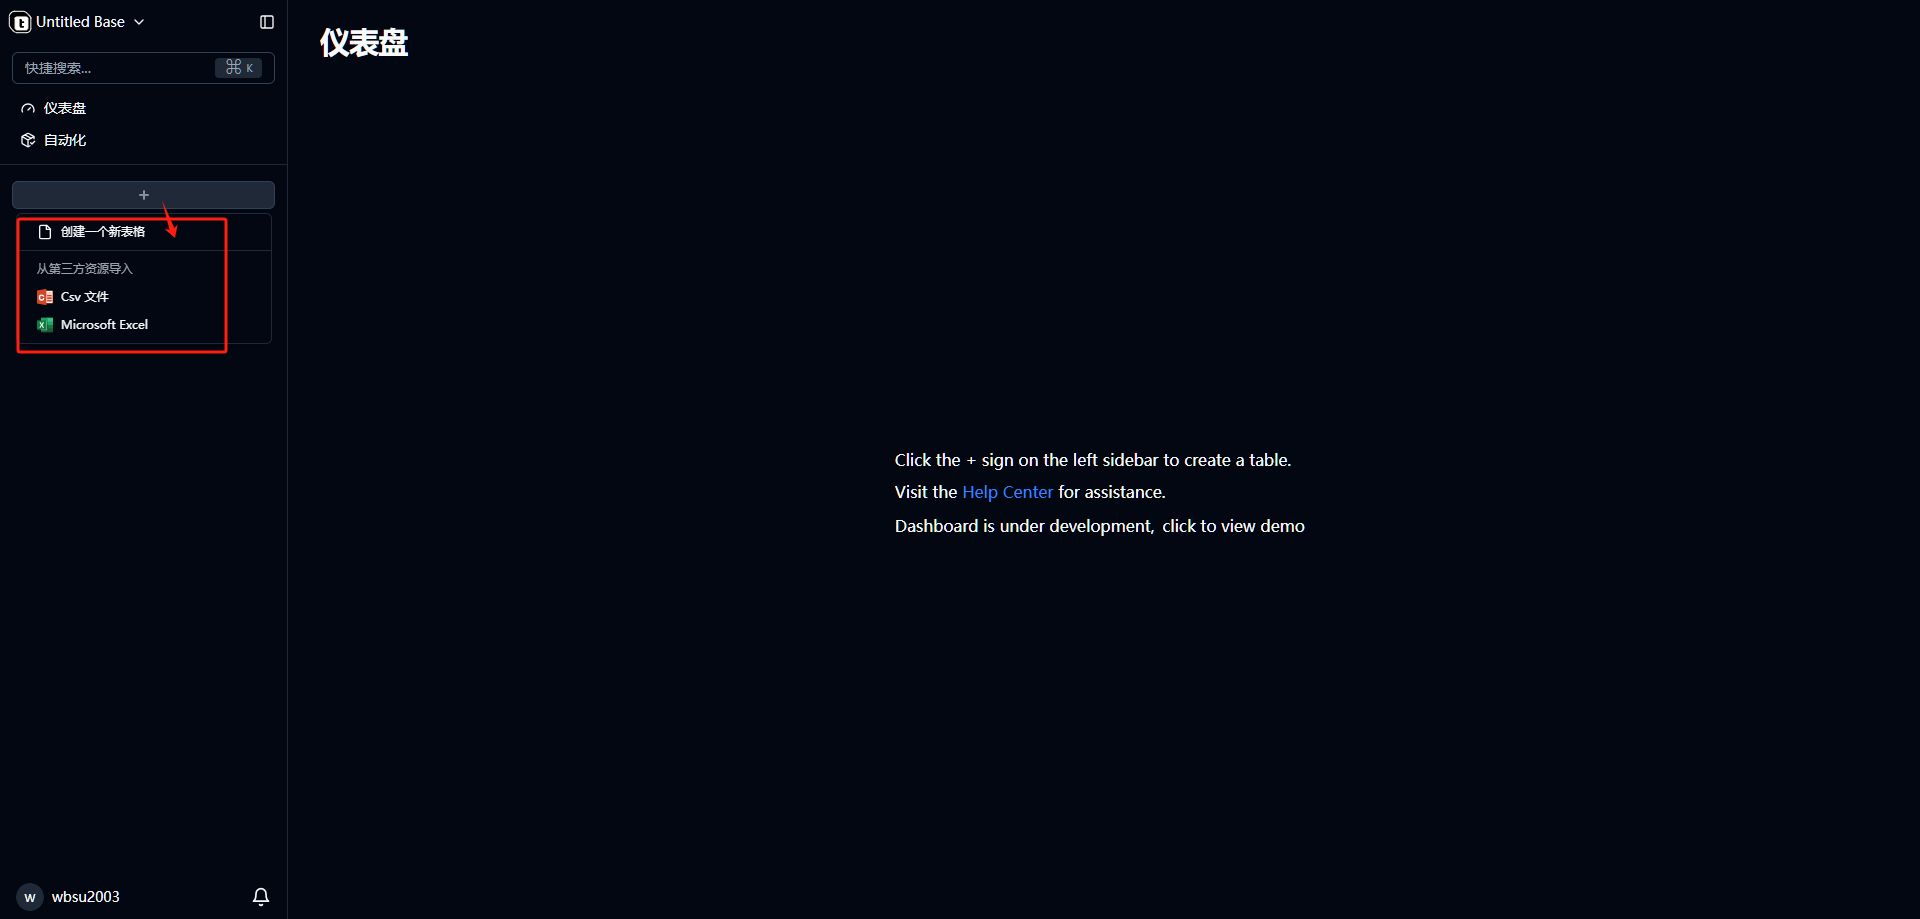 Untitled Base
快捷搜索...
⌘ K
仪表盘
自动化
+
创建一个新表格
从第三方资源导入
Csv 文件
Microsoft Excel
仪表盘
Click the + sign on the left sidebar to create a table.
Visit the Help Center for assistance.
Dashboard is under development, click to view demo
w wbsu2003